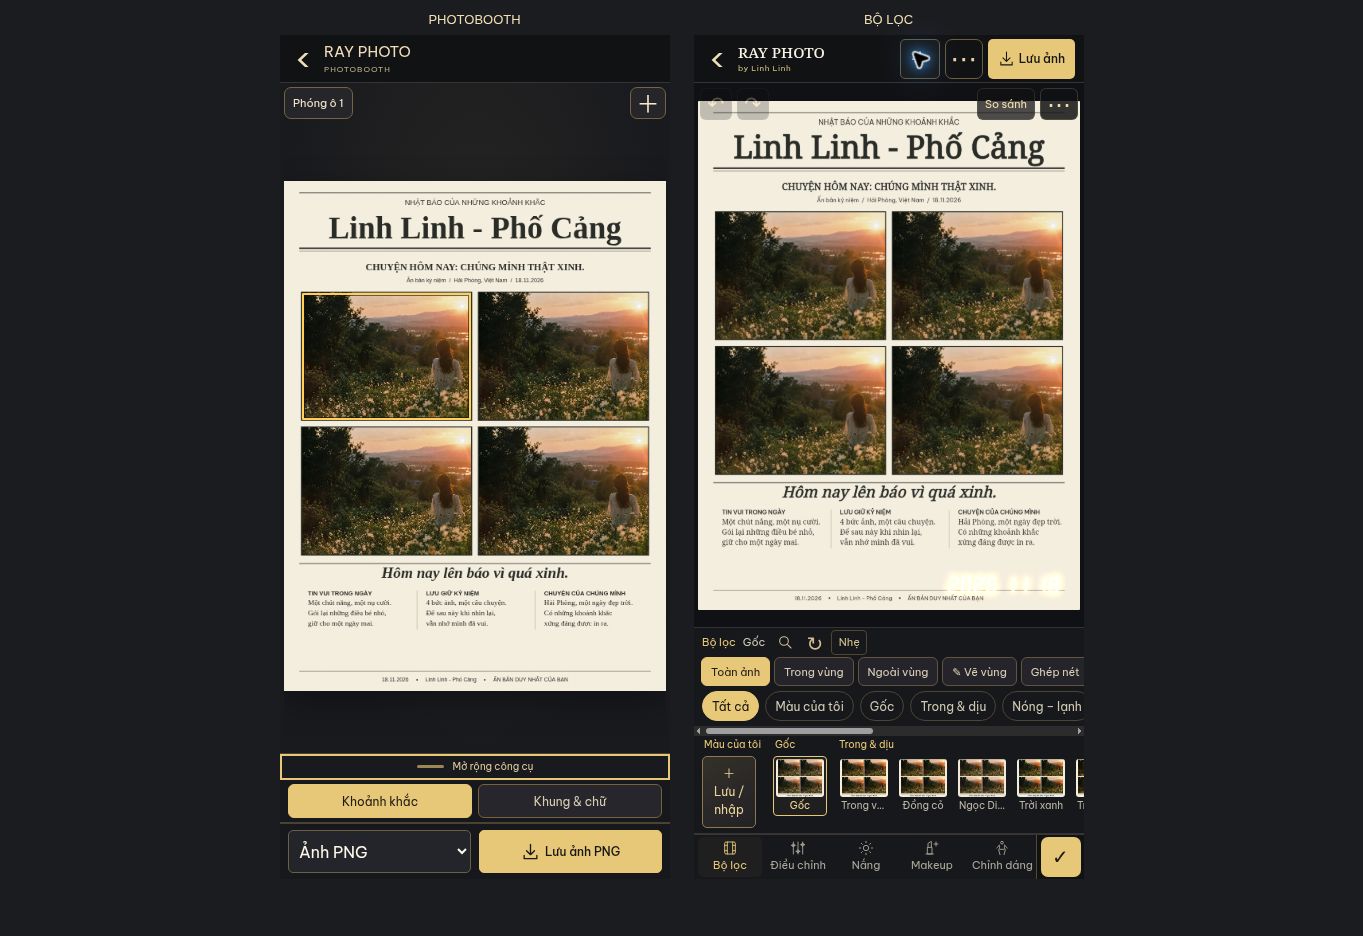 PHOTOBOOTH
RAY PHOTO
PHOTOBOOTH
Phóng ô 1
NHẬT BÁO CỦA NHỮNG KHOẢNH KHẮC
Linh Linh - Phố Cảng
CHUYỆN HÔM NAY: CHÚNG MÌNH THẬT XINH.
Ấn bản kỷ niệm / Hải Phòng, Việt Nam / 18.11.2026
Hôm nay lên báo vì quá xinh.
TIN VUI TRONG NGÀY
Một chút nắng, một nụ cười.
Gói lại những điều bé nhỏ,
giữ cho một ngày mai.
LƯU GIỮ KỶ NIỆM
4 bức ảnh, một câu chuyện.
Để sau này khi nhìn lại,
vẫn nhớ mình đã vui.
CHUYỆN CỦA CHÚNG MÌNH
Hải Phòng, một ngày đẹp trời.
Có những khoảnh khắc
xứng đáng được in ra.
18.11.2026 • Linh Linh - Phố Cảng • ẤN BẢN DUY NHẤT CỦA BẠN
Mở rộng công cụ
Khoảnh khắc
Khung & chữ
Ảnh PNG
Lưu ảnh PNG
BỘ LỌC
RAY PHOTO
by Linh Linh
Lưu ảnh
So sánh
NHẬT BÁO CỦA NHỮNG KHOẢNH KHẮC
Linh Linh - Phố Cảng
CHUYỆN HÔM NAY: CHÚNG MÌNH THẬT XINH.
Ấn bản kỷ niệm / Hải Phòng, Việt Nam / 18.11.2026
Hôm nay lên báo vì quá xinh.
TIN VUI TRONG NGÀY
Một chút nắng, một nụ cười.
Gói lại những điều bé nhỏ,
giữ cho một ngày mai.
LƯU GIỮ KỶ NIỆM
4 bức ảnh, một câu chuyện.
Để sau này khi nhìn lại,
vẫn nhớ mình đã vui.
CHUYỆN CỦA CHÚNG MÌNH
Hải Phòng, một ngày đẹp trời.
Có những khoảnh khắc
xứng đáng được in ra.
18.11.2026 • Linh Linh - Phố Cảng • ẤN BẢN DUY NHẤT CỦA BẠN
Bộ lọc Gốc Nhẹ
Toàn ảnh Trong vùng Ngoài vùng ✎ Vẽ vùng Ghép nét
Tất cả Màu của tôi Gốc Trong & dịu Nóng – lạnh
Màu của tôi Gốc Trong & dịu
Lưu /
nhập
Gốc Trong v... Đồng cỏ Ngọc Di... Trời xanh
Bộ lọc Điều chỉnh Nắng Makeup Chỉnh dáng